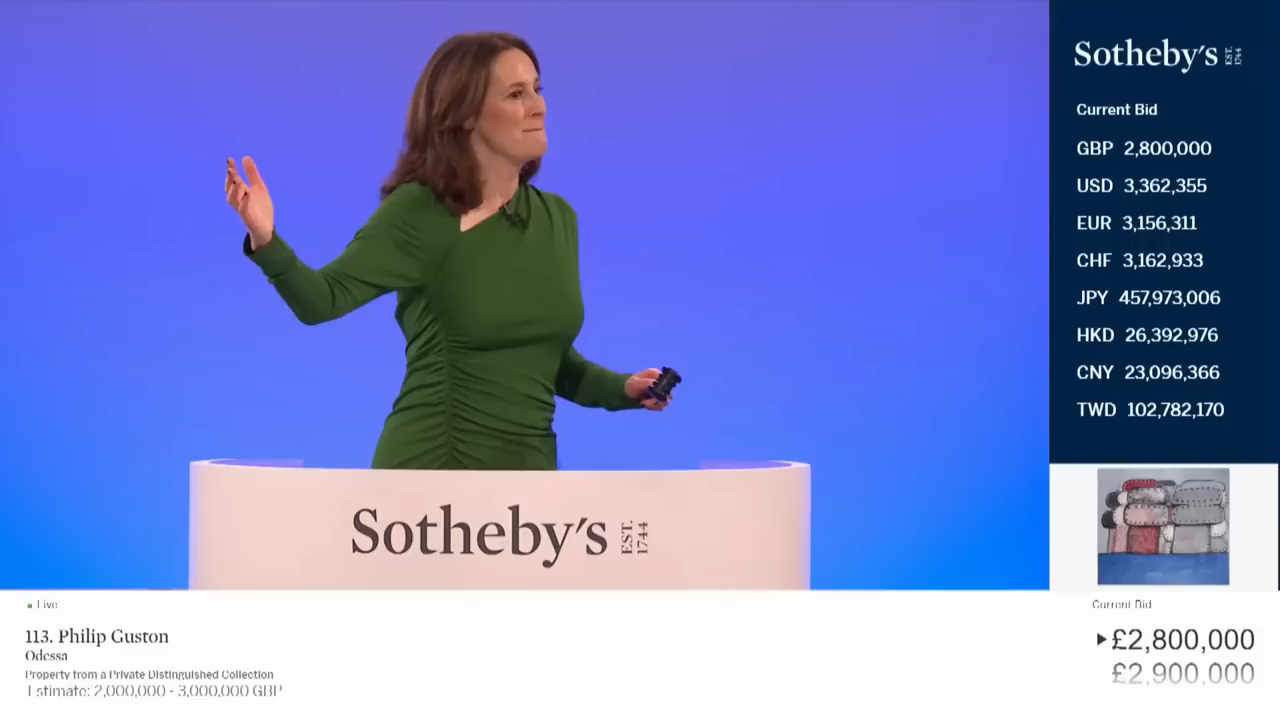 Sotheby's EST. 1744
Current Bid
GBP 2,800,000
USD 3,362,355
EUR 3,156,311
CHF 3,162,933
JPY 457,973,006
HKD 26,392,976
CNY 23,096,366
TWD 102,782,170
Sotheby's EST. 1744
Live
113. Philip Guston
Odessa
Property from a Private Distinguished Collection
Estimate: 2,000,000 - 3,000,000 GBP
Current Bid
£2,800,000
£2,900,000